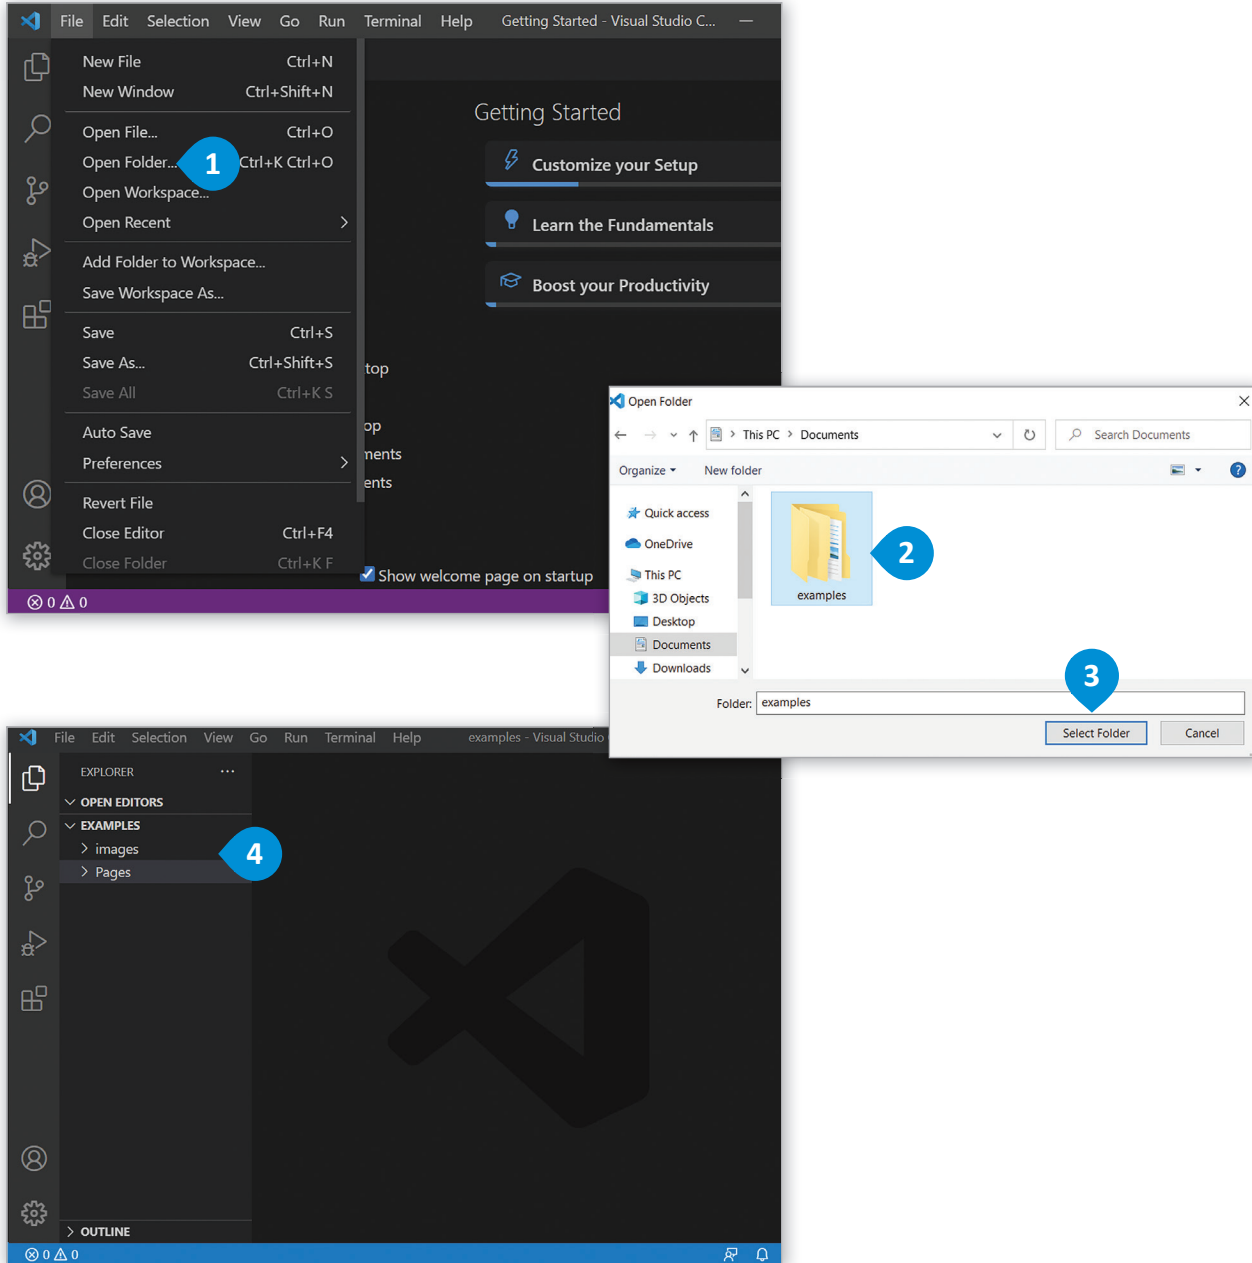 File Edit Selection View Go Run Terminal Help Getting Started - Visual Studio C...
New File Ctrl+N
New Window Ctrl+Shift+N
Open File... Ctrl+O
Open Folder... 1 Ctrl+K Ctrl+O
Open Workspace...
Open Recent
Add Folder to Workspace...
Save Workspace As...
Save Ctrl+S
Save As... Ctrl+Shift+S
Save All Ctrl+K S
Auto Save
Preferences
Revert File
Close Editor Ctrl+F4
Close Folder Ctrl+K F
Getting Started
Customize your Setup
Learn the Fundamentals
Boost your Productivity
top
op
ments
ents
Show welcome page on startup
0 0
Open Folder
This PC > Documents
Search Documents
Organize New folder
Quick access
OneDrive
This PC
3D Objects
Desktop
Documents
Downloads
examples
2
3
Folder: examples
Select Folder Cancel
File Edit Selection View Go Run Terminal Help examples - Visual Studio
EXPLORER ...
OPEN EDITORS
EXAMPLES
images
4
Pages
OUTLINE
0 0